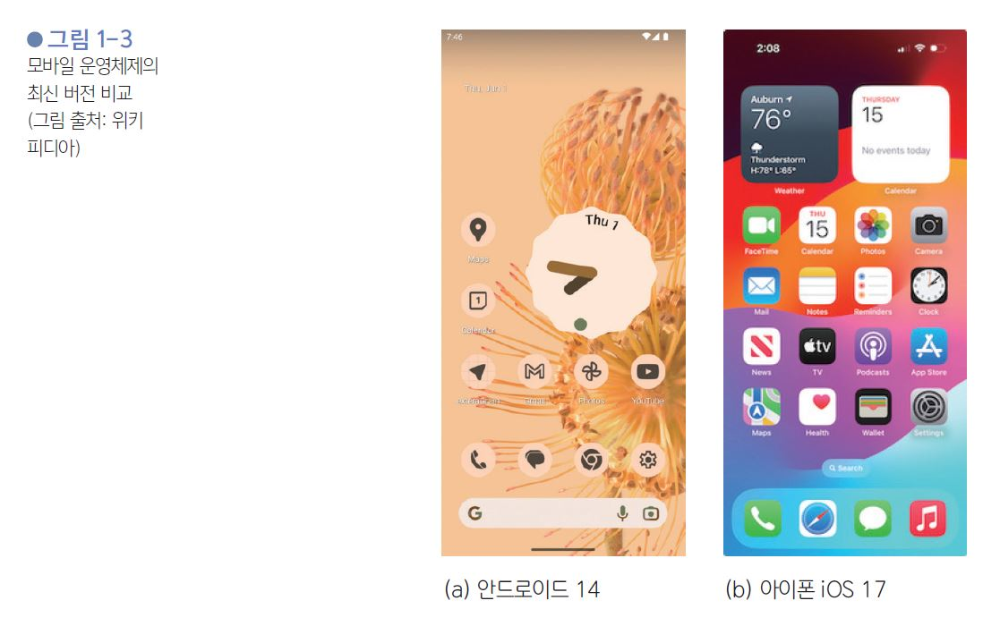 ● 그림 1-3
모바일 운영체제의
최신 버전 비교
(그림 출처: 위키
피디아)
7:46
Thu, Jun 1
Thu 1
Maps
1
Calendar
Gmail
Photos
YouTube
G
(a) 안드로이드 14
2:08
Auburn
76°
Thunderstorm
H:78° L:65°
Weather
THURSDAY
15
No events today
Calendar
THU
15
FaceTime
Calendar
Photos
Camera
Mail
Notes
Reminders
Clock
tv
News
TV
Podcasts
App Store
Maps
Health
Wallet
Settings
Search
(b) 아이폰 iOS 17